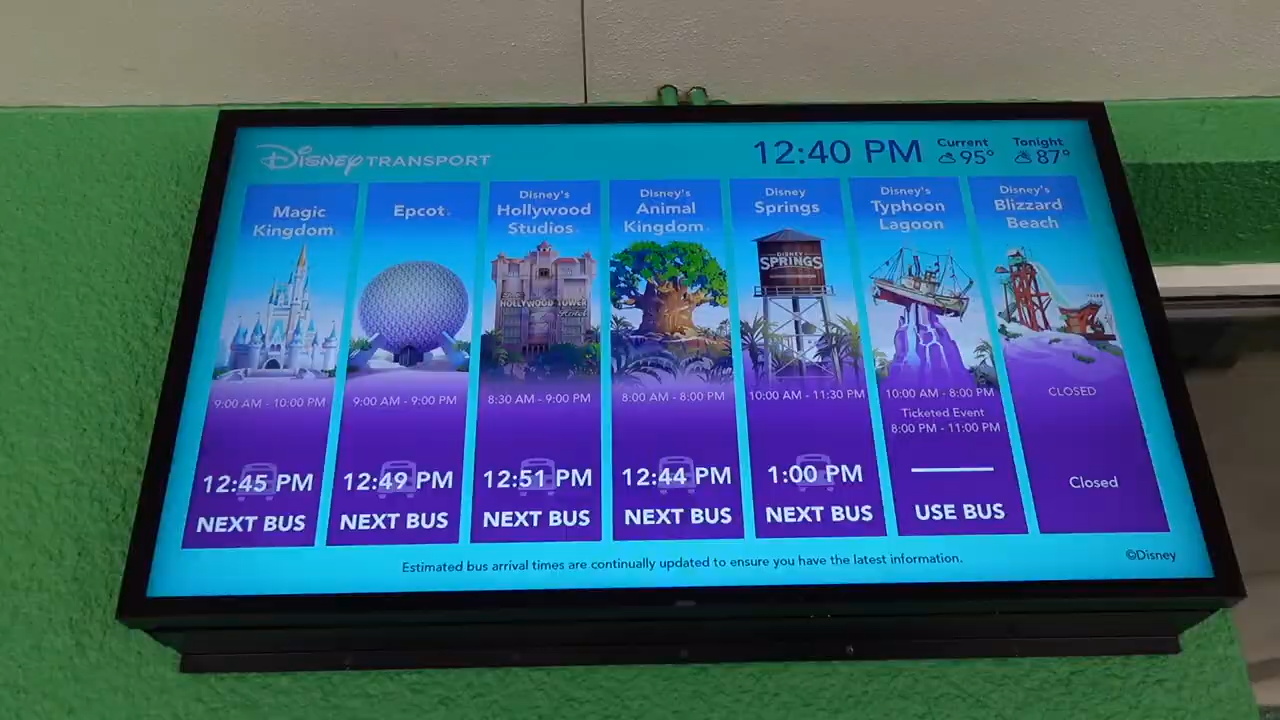 Disney TRANSPORT
12:40 PM
Current
95°
Tonight
87°
Magic
Kingdom
9:00 AM - 10:00 PM
12:45 PM
NEXT BUS
Epcot
9:00 AM - 9:00 PM
12:49 PM
NEXT BUS
Disney's
Hollywood
Studios
HOLLYWOOD TOWER
8:30 AM - 9:00 PM
12:51 PM
NEXT BUS
Disney's
Animal
Kingdom
8:00 AM - 8:00 PM
12:44 PM
NEXT BUS
Disney
Springs
DISNEY
SPRINGS
10:00 AM - 11:30 PM
1:00 PM
NEXT BUS
Disney's
Typhoon
Lagoon
10:00 AM - 8:00 PM
Ticketed Event
8:00 PM - 11:00 PM
USE BUS
Disney's
Blizzard
Beach
CLOSED
Closed
Estimated bus arrival times are continually updated to ensure you have the latest information.
©Disney